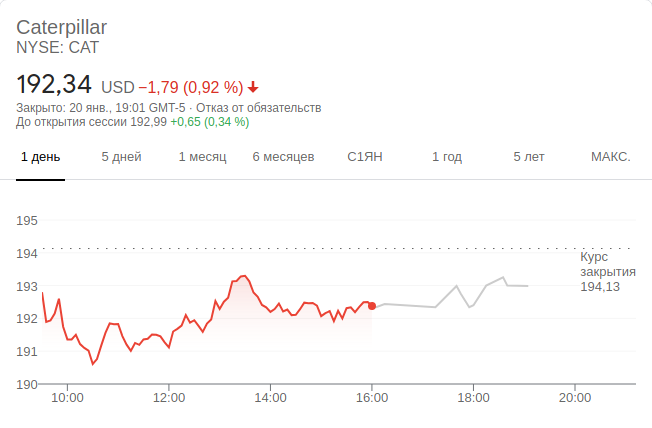 Caterpillar
NYSE: CAT
192,34 USD −1,79 (0,92 %)
Закрыто: 20 янв., 19:01 GMT-5 · Отказ от обязательств
До открытия сессии 192,99 +0,65 (0,34 %)
1 день 5 дней 1 месяц 6 месяцев С1ЯН 1 год 5 лет МАКС.
195
194
Курс
закрытия
193
194,13
192
191
190
10:00 12:00 14:00 16:00 18:00 20:00